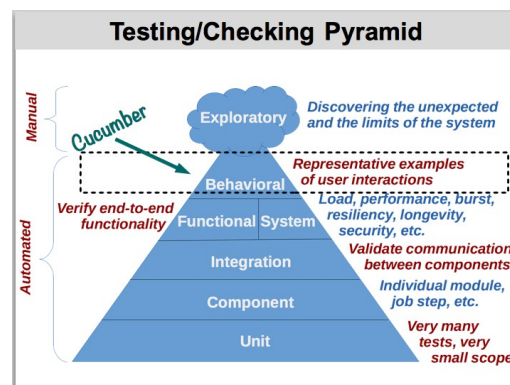 Testing/Checking Pyramid
Manual
Exploratory
Discovering the unexpected
and the limits of the system
Cucumber
Automated
Behavioral
Representative examples
of user interactions
Verify end-to-end
functionality
Functional
System
Load, performance, burst,
resiliency, longevity,
security, etc.
Integration
Validate communication
between components
Component
Individual module,
job step, etc.
Unit
Very many
tests, very
small scope